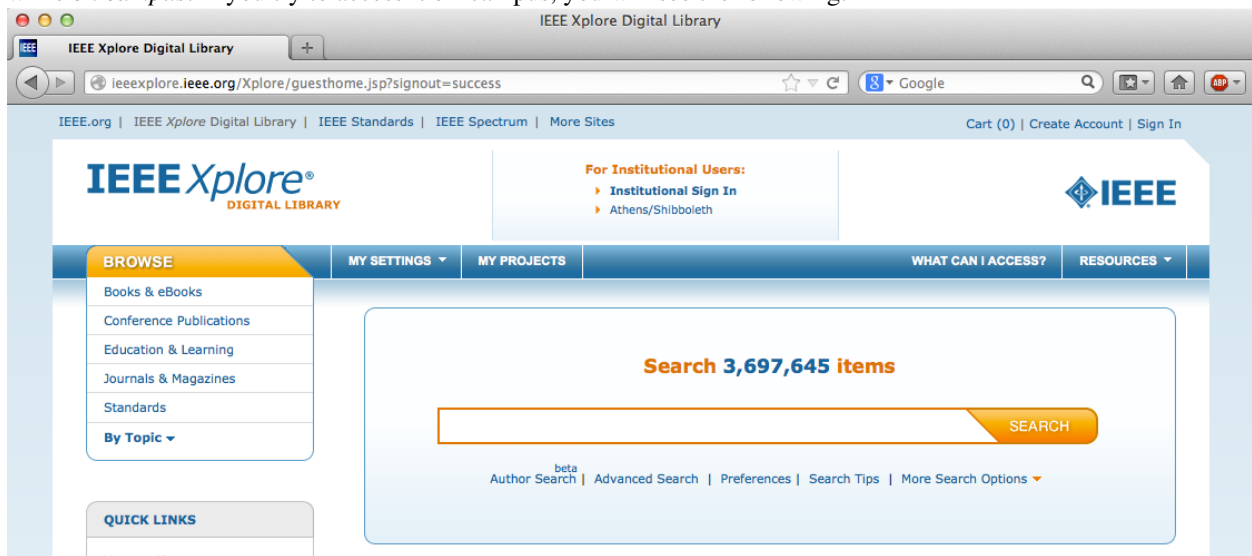 IEEE Xplore Digital Library
IEEE IEEE Xplore Digital Library +
ieeexplore.ieee.org/Xplore/guesthome.jsp?signout=success
8 Google
ABP
IEEE.org | IEEE Xplore Digital Library | IEEE Standards | IEEE Spectrum | More Sites
Cart (0) | Create Account | Sign In
IEEE Xplore®
DIGITAL LIBRARY
For Institutional Users:
Institutional Sign In
Athens/Shibboleth
IEEE
BROWSE
MY SETTINGS
MY PROJECTS
WHAT CAN I ACCESS?
RESOURCES
Books & eBooks
Conference Publications
Education & Learning
Journals & Magazines
Standards
By Topic
Search 3,697,645 items
SEARCH
beta
Author Search | Advanced Search | Preferences | Search Tips | More Search Options
QUICK LINKS